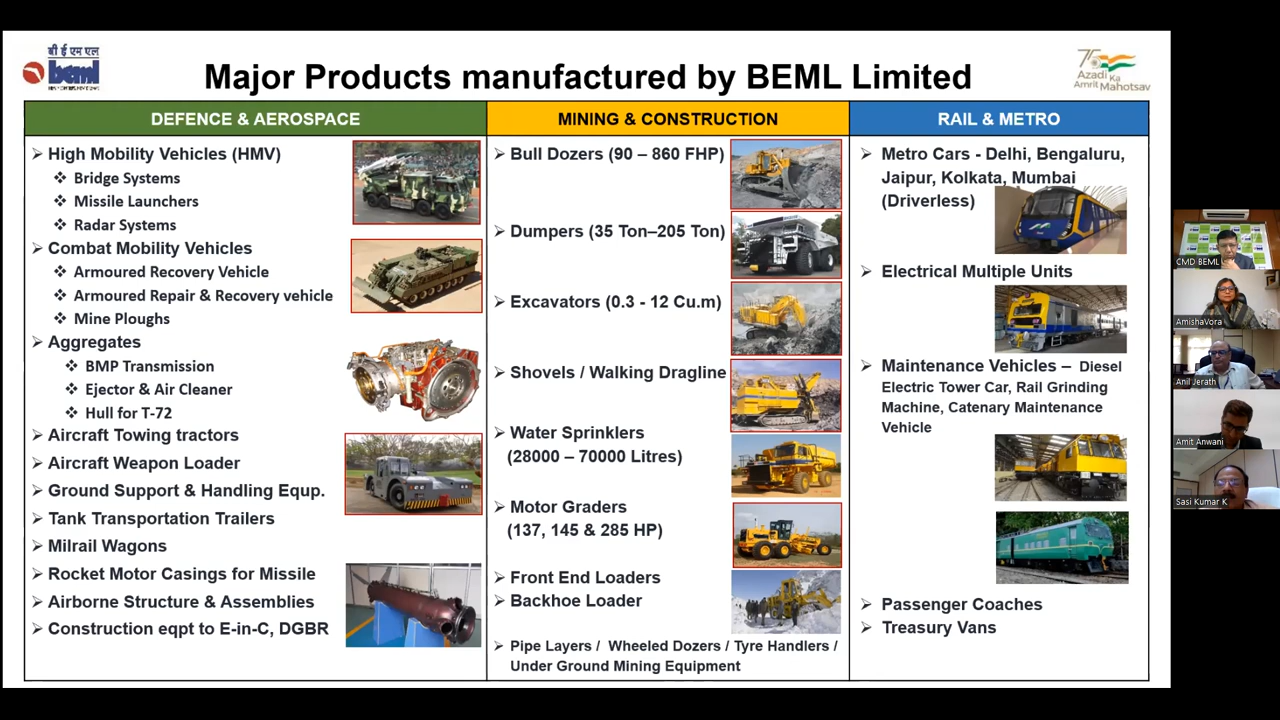 बी ई एम एल
beml
Major Products manufactured by BEML Limited
75
Azadi
Ka
Amrit Mahotsav
DEFENCE & AEROSPACE
➢ High Mobility Vehicles (HMV)
❖ Bridge Systems
❖ Missile Launchers
❖ Radar Systems
➢ Combat Mobility Vehicles
❖ Armoured Recovery Vehicle
❖ Armoured Repair & Recovery vehicle
❖ Mine Ploughs
➢ Aggregates
❖ BMP Transmission
❖ Ejector & Air Cleaner
❖ Hull for T-72
➢ Aircraft Towing tractors
➢ Aircraft Weapon Loader
➢ Ground Support & Handling Equp.
➢ Tank Transportation Trailers
➢ Milrail Wagons
➢ Rocket Motor Casings for Missile
➢ Airborne Structure & Assemblies
➢ Construction eqpt to E-in-C, DGBR
MINING & CONSTRUCTION
➢ Bull Dozers (90 – 860 FHP)
➢ Dumpers (35 Ton–205 Ton)
➢ Excavators (0.3 - 12 Cu.m)
➢ Shovels / Walking Dragline
➢ Water Sprinklers
(28000 – 70000 Litres)
➢ Motor Graders
(137, 145 & 285 HP)
➢ Front End Loaders
➢ Backhoe Loader
➢ Pipe Layers / Wheeled Dozers / Tyre Handlers /
Under Ground Mining Equipment
RAIL & METRO
➢ Metro Cars - Delhi, Bengaluru,
Jaipur, Kolkata, Mumbai
(Driverless)
➢ Electrical Multiple Units
➢ Maintenance Vehicles – Diesel
Electric Tower Car, Rail Grinding
Machine, Catenary Maintenance
Vehicle
➢ Passenger Coaches
➢ Treasury Vans
CMD BEML
AmishaVora
Anil Jerath
Amit Anwani
Sasi Kumar K